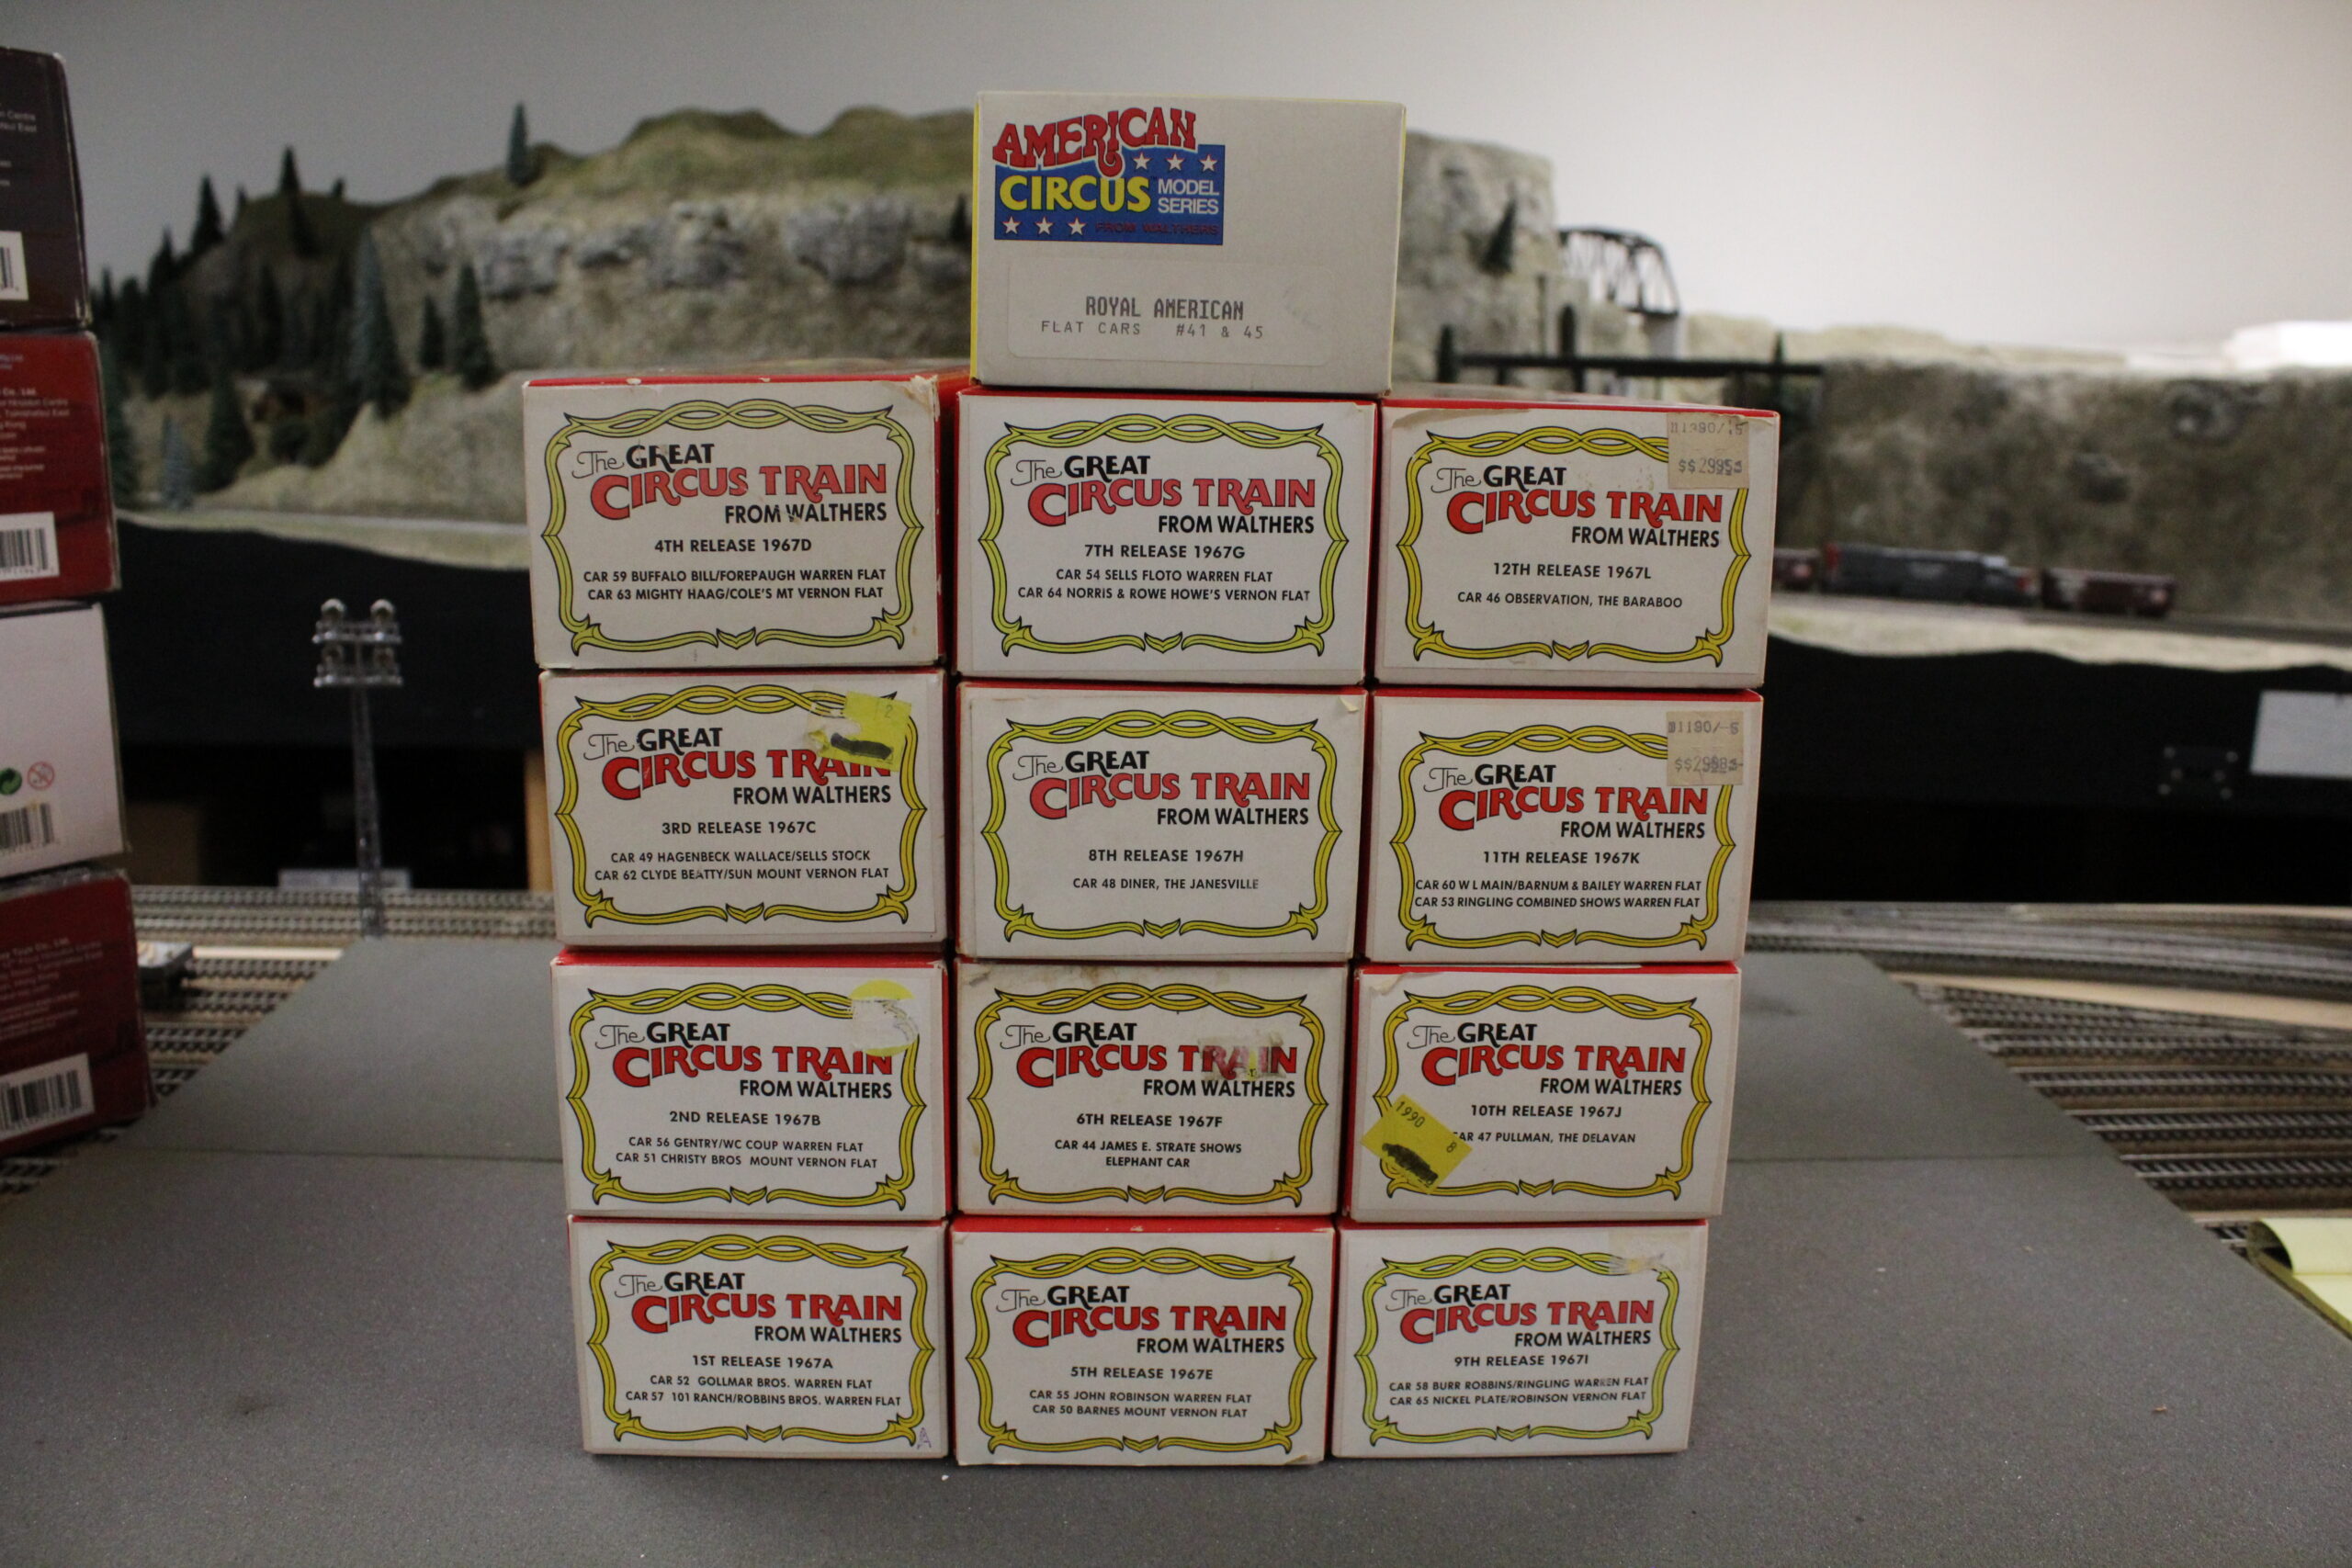 AMERICAN
CIRCUS MODEL
SERIES
FROM WALTHERS
ROYAL AMERICAN
FLAT CARS #41 & 45
The GREAT
CIRCUS TRAIN
FROM WALTHERS
4TH RELEASE 1967D
CAR 59 BUFFALO BILL/FOREPAUGH WARREN FLAT
CAR 63 MIGHTY HAAG/COLE'S MT VERNON FLAT
The GREAT
CIRCUS TRAIN
FROM WALTHERS
7TH RELEASE 1967G
CAR 54 SELLS FLOTO WARREN FLAT
CAR 64 NORRIS & ROWE HOWE'S VERNON FLAT
The GREAT
CIRCUS TRAIN
FROM WALTHERS
12TH RELEASE 1967L
CAR 46 OBSERVATION, THE BARABOO
The GREAT
CIRCUS TRAIN
FROM WALTHERS
3RD RELEASE 1967C
CAR 49 HAGENBECK WALLACE/SELLS STOCK
CAR 62 CLYDE BEATTY/SUN MOUNT VERNON FLAT
The GREAT
CIRCUS TRAIN
FROM WALTHERS
8TH RELEASE 1967H
CAR 48 DINER, THE JANESVILLE
The GREAT
CIRCUS TRAIN
FROM WALTHERS
11TH RELEASE 1967K
CAR 60 W L MAIN/BARNUM & BAILEY WARREN FLAT
CAR 53 RINGLING COMBINED SHOWS WARREN FLAT
The GREAT
CIRCUS TRAIN
FROM WALTHERS
2ND RELEASE 1967B
CAR 56 GENTRY/WC COUP WARREN FLAT
CAR 51 CHRISTY BROS MOUNT VERNON FLAT
The GREAT
CIRCUS TRAIN
FROM WALTHERS
6TH RELEASE 1967F
CAR 44 JAMES E. STRATE SHOWS
ELEPHANT CAR
The GREAT
CIRCUS TRAIN
FROM WALTHERS
10TH RELEASE 1967J
CAR 47 PULLMAN, THE DELAVAN
1990
8
The GREAT
CIRCUS TRAIN
FROM WALTHERS
1ST RELEASE 1967A
CAR 52 GOLLMAR BROS. WARREN FLAT
CAR 57 101 RANCH/ROBBINS BROS. WARREN FLAT
The GREAT
CIRCUS TRAIN
FROM WALTHERS
5TH RELEASE 1967E
CAR 55 JOHN ROBINSON WARREN FLAT
CAR 50 BARNES MOUNT VERNON FLAT
The GREAT
CIRCUS TRAIN
FROM WALTHERS
9TH RELEASE 1967I
CAR 58 BURR ROBBINS/RINGLING WARREN FLAT
CAR 65 NICKEL PLATE/ROBINSON VERNON FLAT